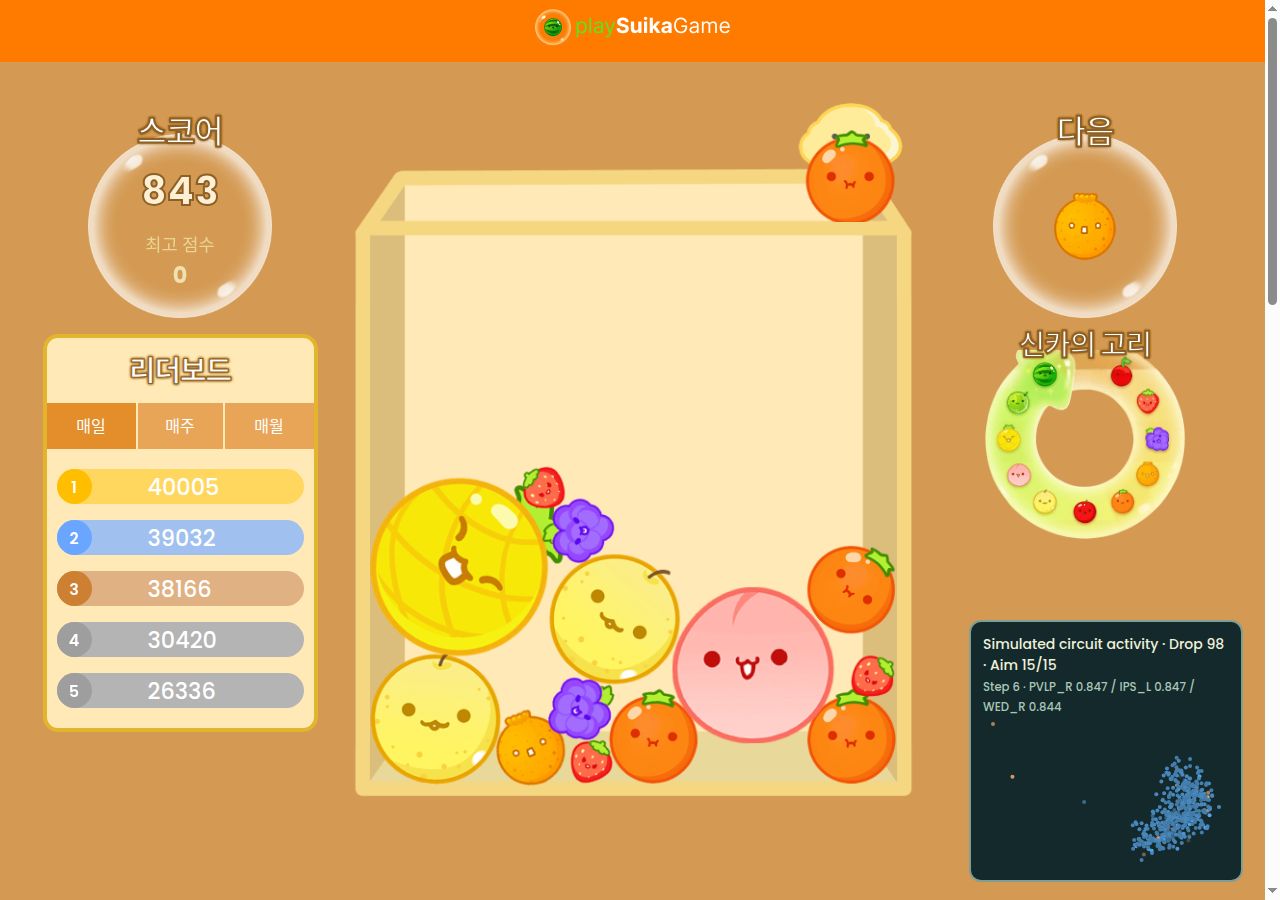 playSuikaGame
스코어
843
최고 점수
0
리더보드
매일 매주 매월
1 40005
2 39032
3 38166
4 30420
5 26336
다음
신카의 고리
Simulated circuit activity · Drop 98
· Aim 15/15
Step 6 · PVLP_R 0.847 / IPS_L 0.847 /
WED_R 0.844